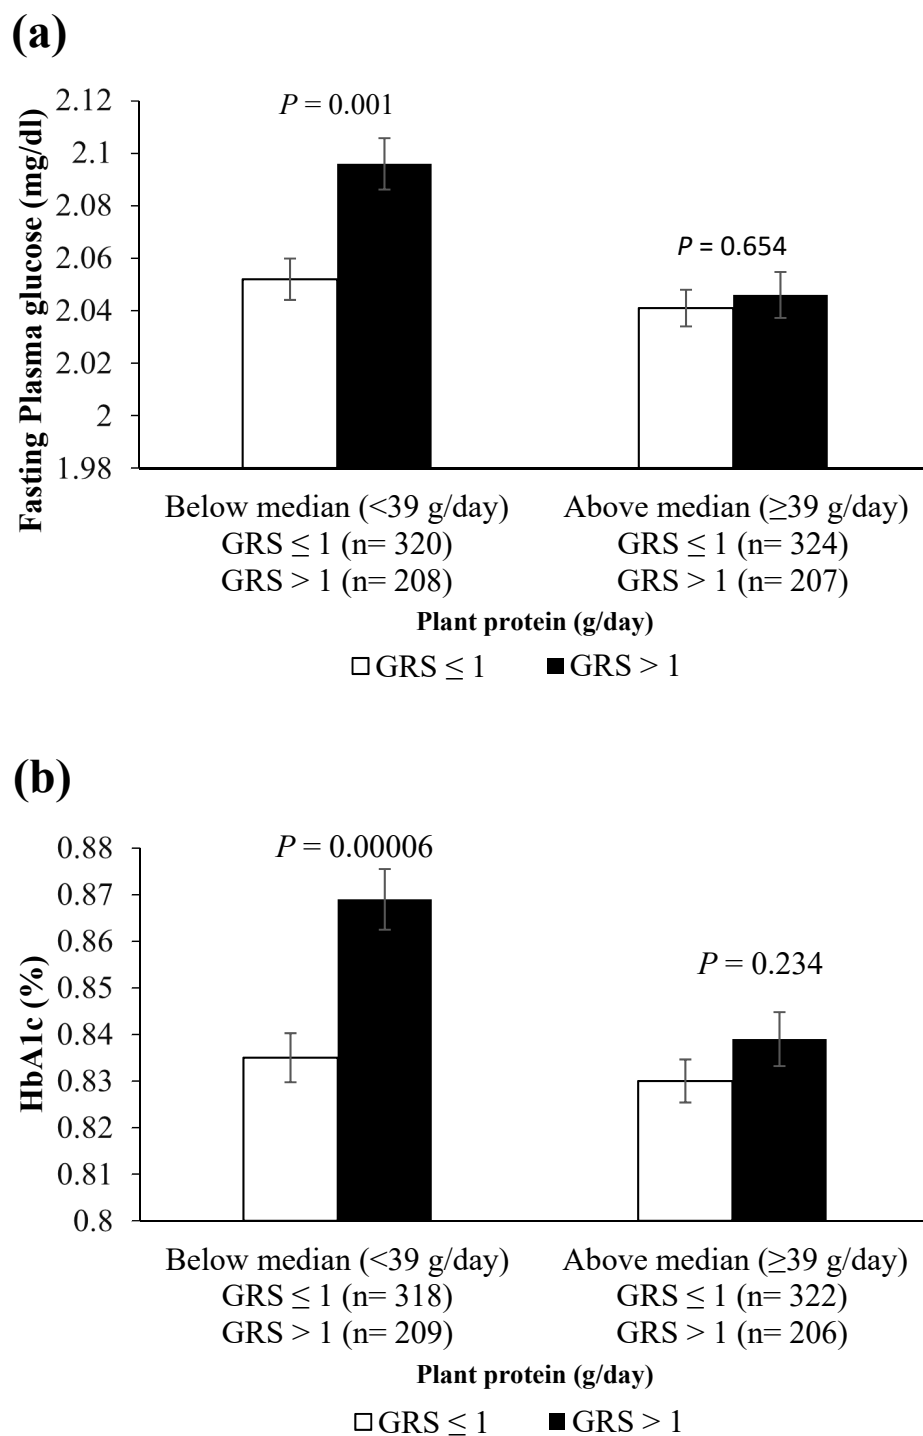 (a)
Fasting Plasma glucose (mg/dl)
2.12
2.1
2.08
2.06
2.04
2.02
2
1.98
P = 0.001
P = 0.654
Below median (<39 g/day)
GRS ≤ 1 (n= 320)
GRS > 1 (n= 208)
Above median (≥39 g/day)
GRS ≤ 1 (n= 324)
GRS > 1 (n= 207)
Plant protein (g/day)
GRS ≤ 1
GRS > 1
(b)
HbA1c (%)
0.88
0.87
0.86
0.85
0.84
0.83
0.82
0.81
0.8
P = 0.00006
P = 0.234
Below median (<39 g/day)
GRS ≤ 1 (n= 318)
GRS > 1 (n= 209)
Above median (≥39 g/day)
GRS ≤ 1 (n= 322)
GRS > 1 (n= 206)
Plant protein (g/day)
GRS ≤ 1
GRS > 1